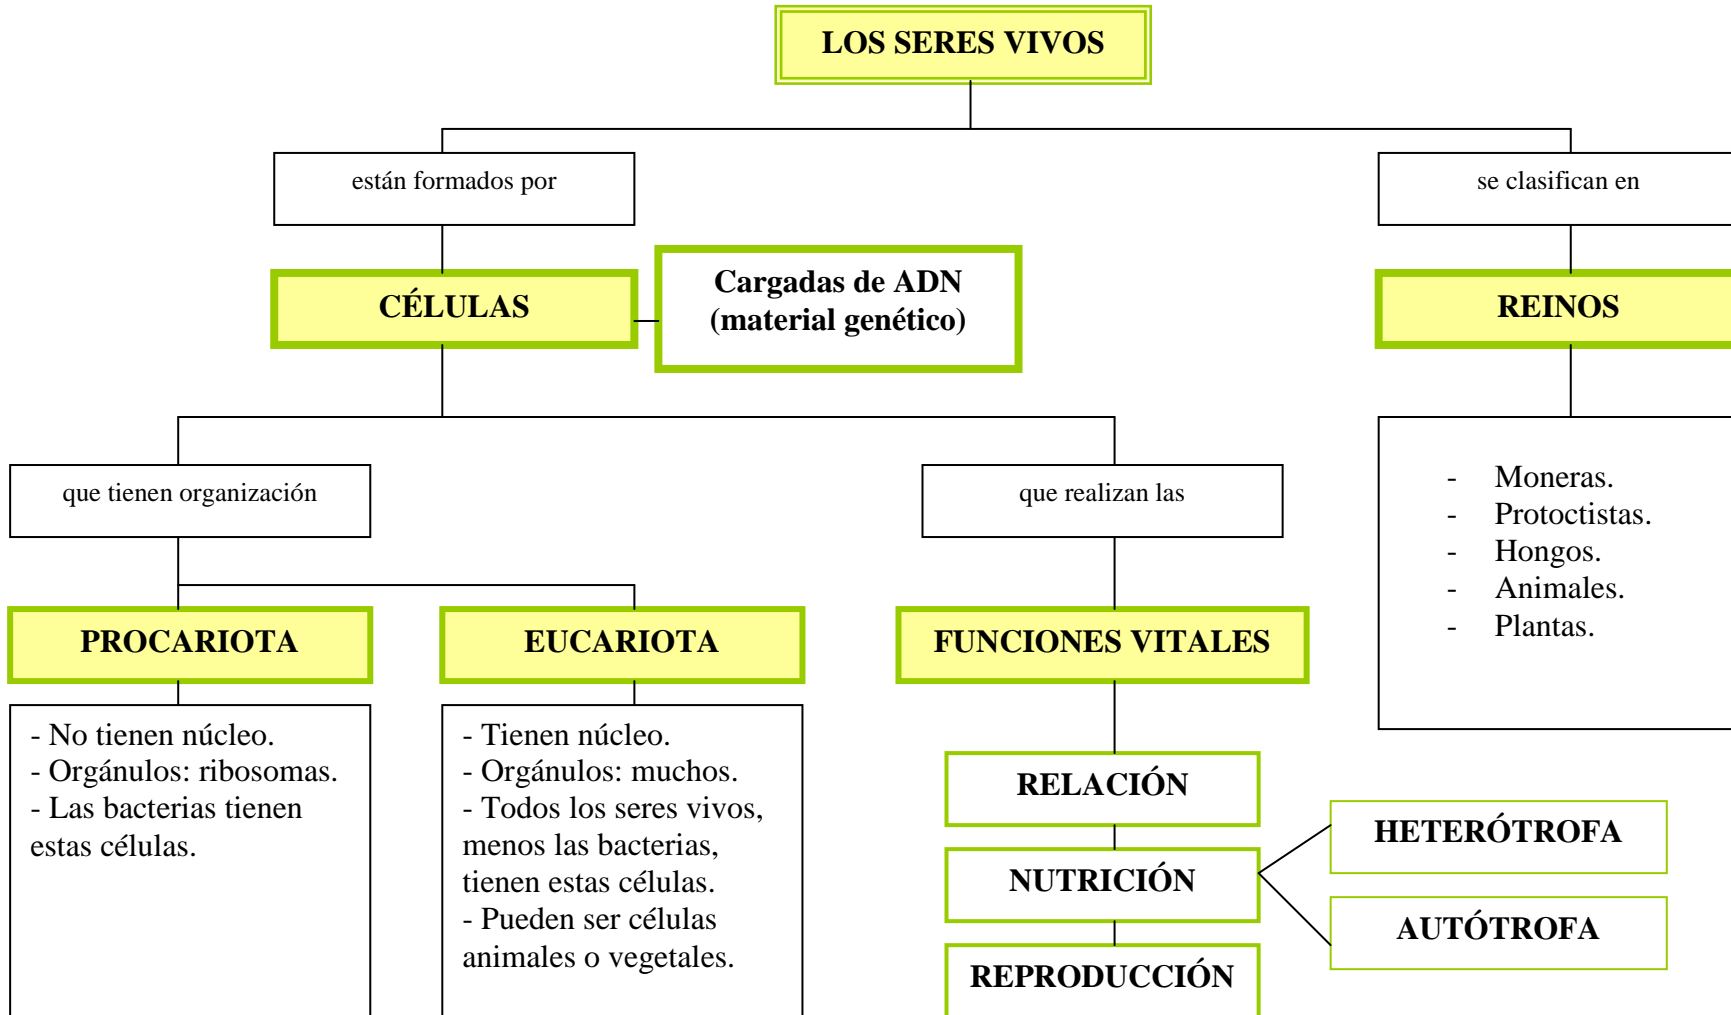 LOS SERES VIVOS
están formados por
se clasifican en
CÉLULAS
Cargadas de ADN
(material genético)
REINOS
que tienen organización
que realizan las
- Moneras.
- Protoctistas.
- Hongos.
- Animales.
- Plantas.
PROCARIOTA
EUCARIOTA
FUNCIONES VITALES
- No tienen núcleo.
- Orgánulos: ribosomas.
- Las bacterias tienen
estas células.
- Tienen núcleo.
- Orgánulos: muchos.
- Todos los seres vivos,
menos las bacterias,
tienen estas células.
- Pueden ser células
animales o vegetales.
RELACIÓN
NUTRICIÓN
REPRODUCCIÓN
HETERÓTROFA
AUTÓTROFA